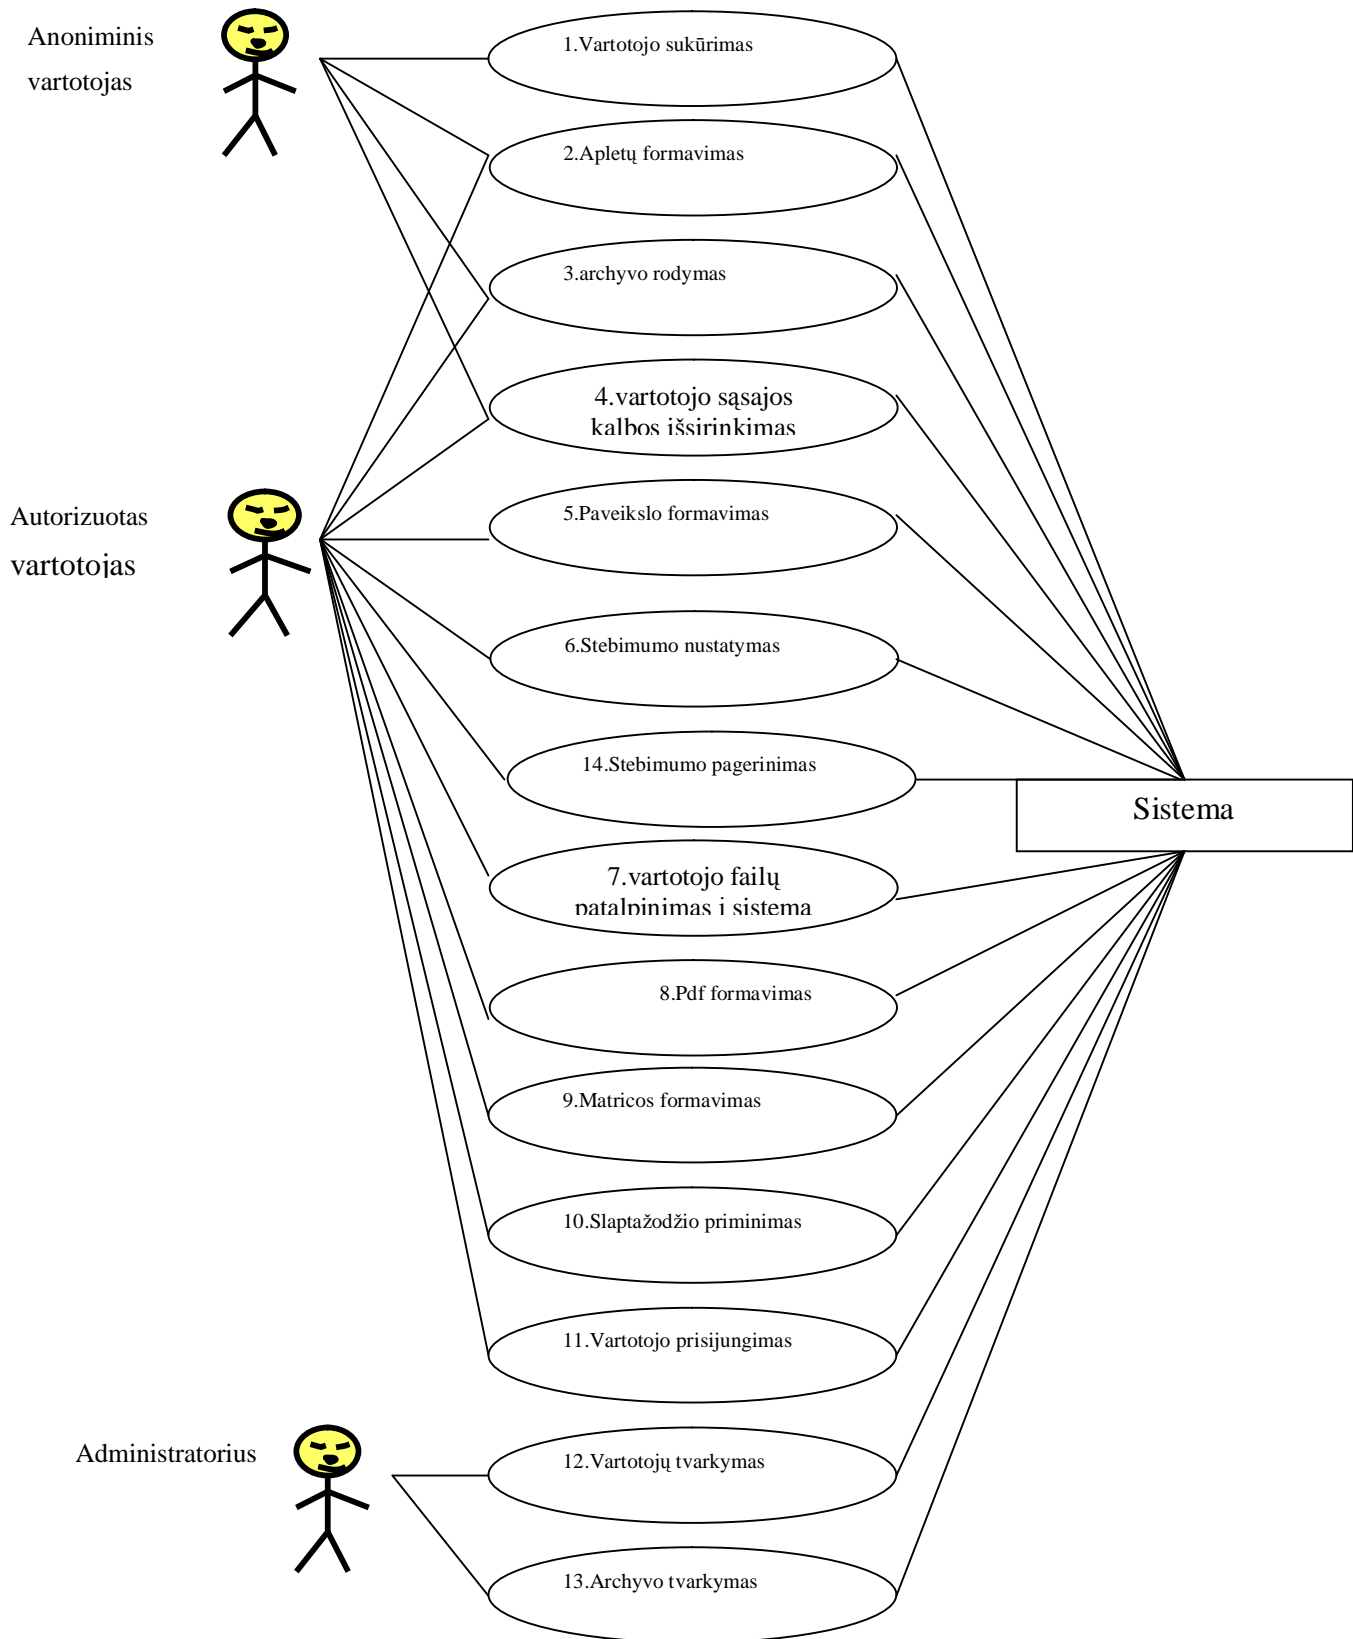 Anoniminis
vartotojas
1.Vartotojo sukūrimas
2.Apletų formavimas
3.archyvo rodymas
4.vartotojo sąsajos
kalbos išsirinkimas
Autorizuotas
vartotojas
5.Paveikslo formavimas
6.Stebimumo nustatymas
14.Stebimumo pagerinimas
Sistema
7.vartotojo failų
patalpinimas i sistema
8.Pdf formavimas
9.Matricos formavimas
10.Slaptažodžio priminimas
11.Vartotojo prisijungimas
Administratorius
12.Vartotojų tvarkymas
13.Archyvo tvarkymas